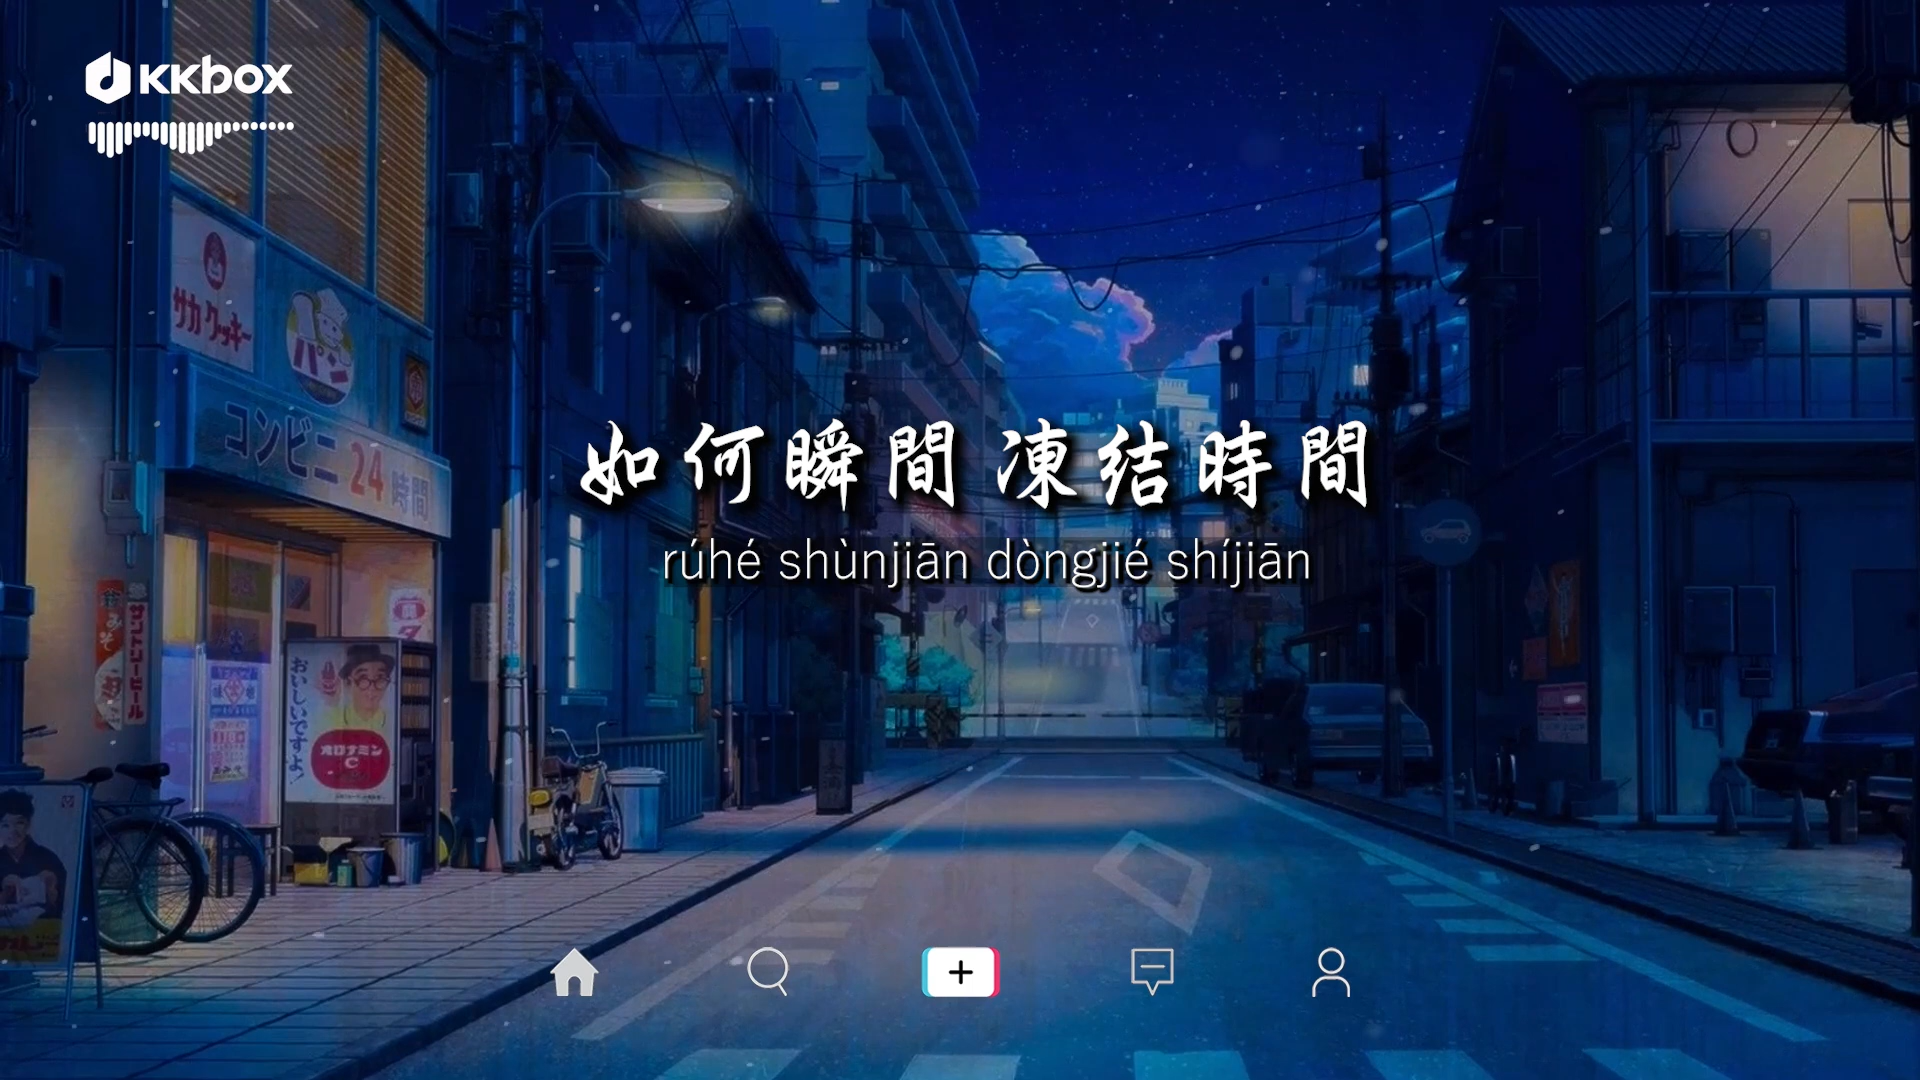 kkbox
サカクッキー
パン
コンビニ 24 時間
如何瞬間 凍结時間
rúhé shùnjiān dòngjié shíjiān
サントリービール
おいしいですよ!
オロナミン
C